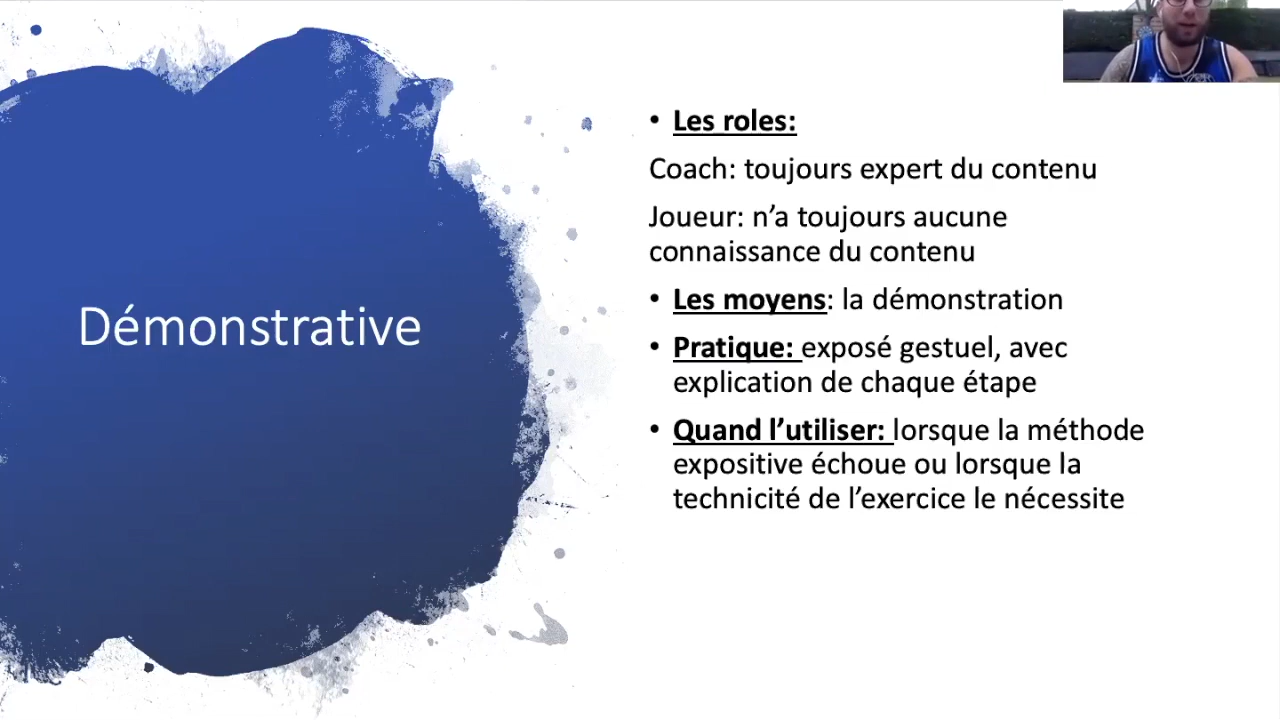 Démonstrative
• Les roles:
Coach: toujours expert du contenu
Joueur: n’a toujours aucune
connaissance du contenu
• Les moyens: la démonstration
• Pratique: exposé gestuel, avec
explication de chaque étape
• Quand l’utiliser: lorsque la méthode
expositive échoue ou lorsque la
technicité de l’exercice le nécessite